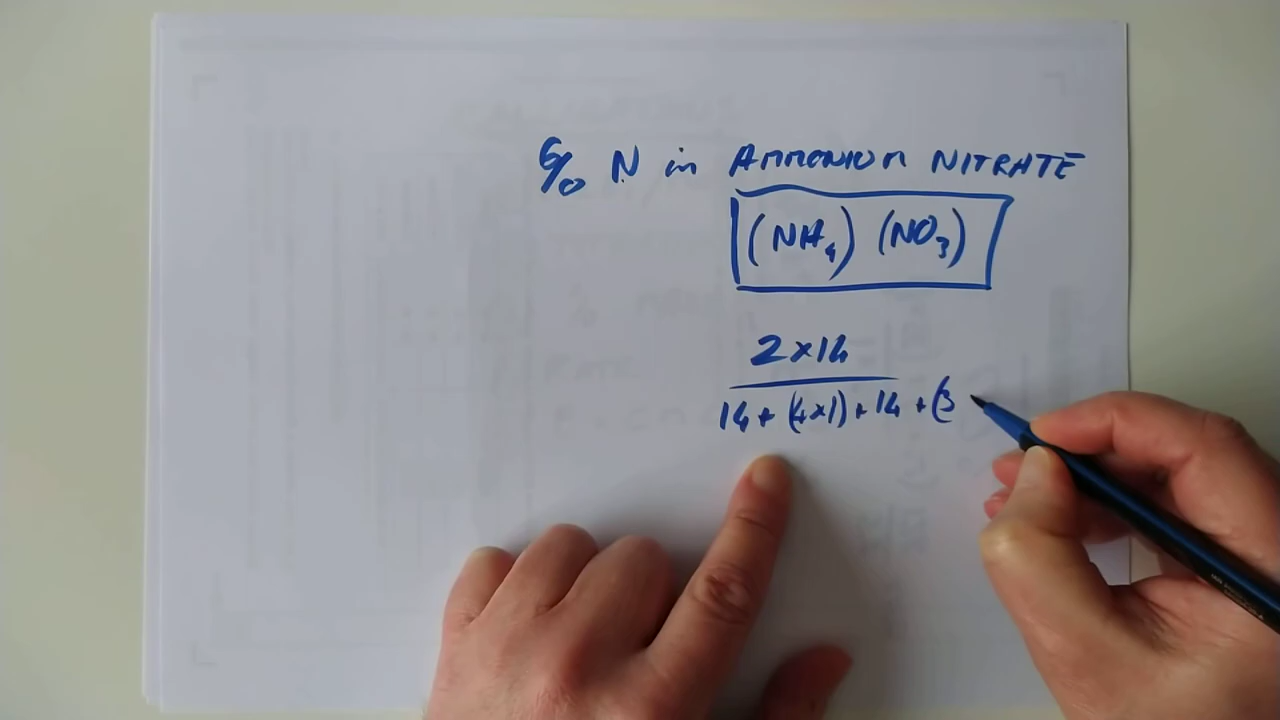 % N in AMMONIUM NITRATE
(NH₄) (NO₃)
2×14
14 + (4×1) + 14 + (3